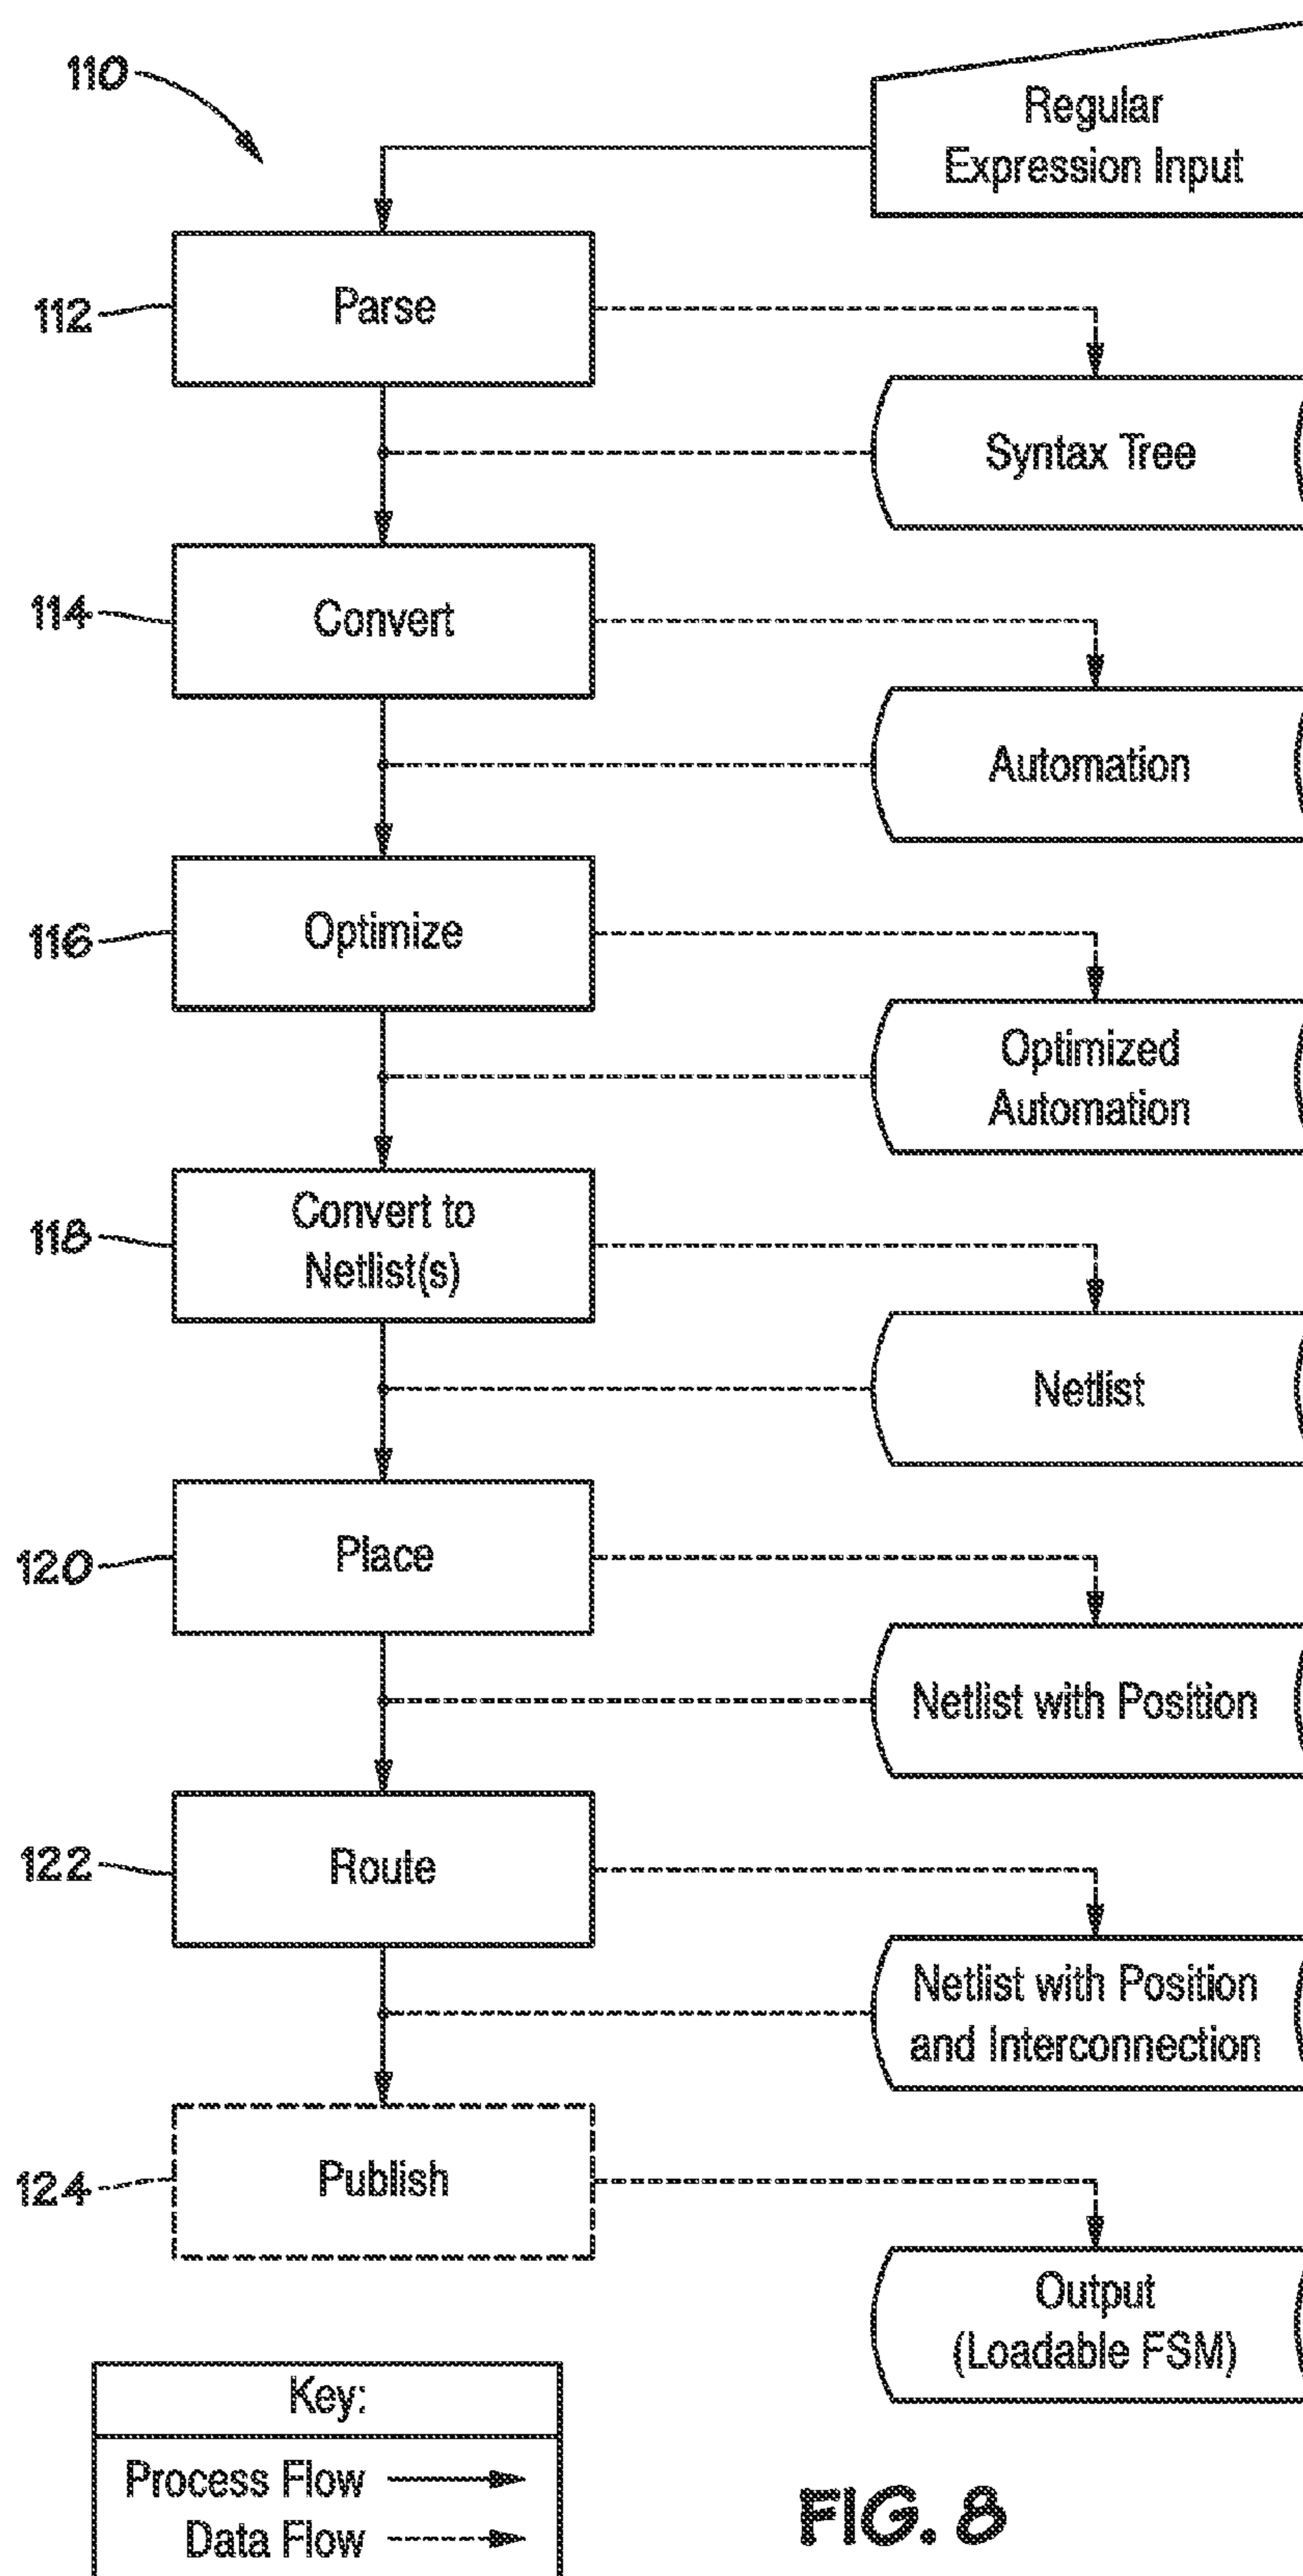 110
Regular
Expression Input
112
Parse
Syntax Tree
114
Convert
Automation
116
Optimize
Optimized
Automation
118
Convert to
Netlist(s)
Netlist
120
Place
Netlist with Position
122
Route
Netlist with Position
and Interconnection
124
Publish
Output
(Loadable FSM)
Key:
Process Flow
Data Flow
FIG. 8